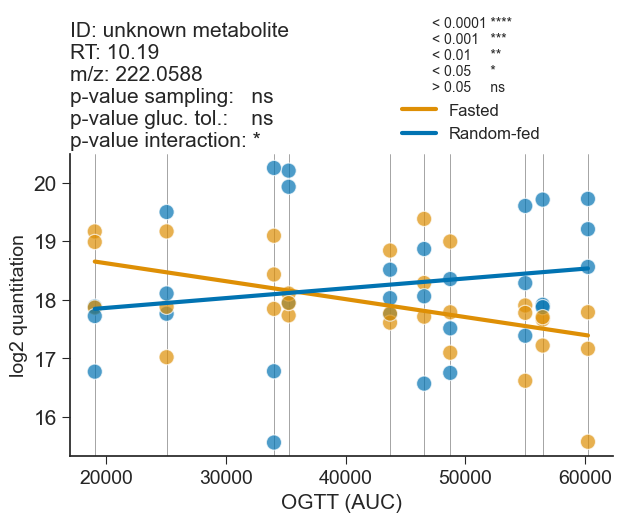 ID: unknown metabolite
RT: 10.19
m/z: 222.0588
p-value sampling: ns
p-value gluc. tol.: ns
p-value interaction: *
< 0.0001 ****
< 0.001 ***
< 0.01 **
< 0.05 *
> 0.05 ns
Fasted
Random-fed
log2 quantitation
20
19
18
17
16
20000 30000 40000 50000 60000
OGTT (AUC)